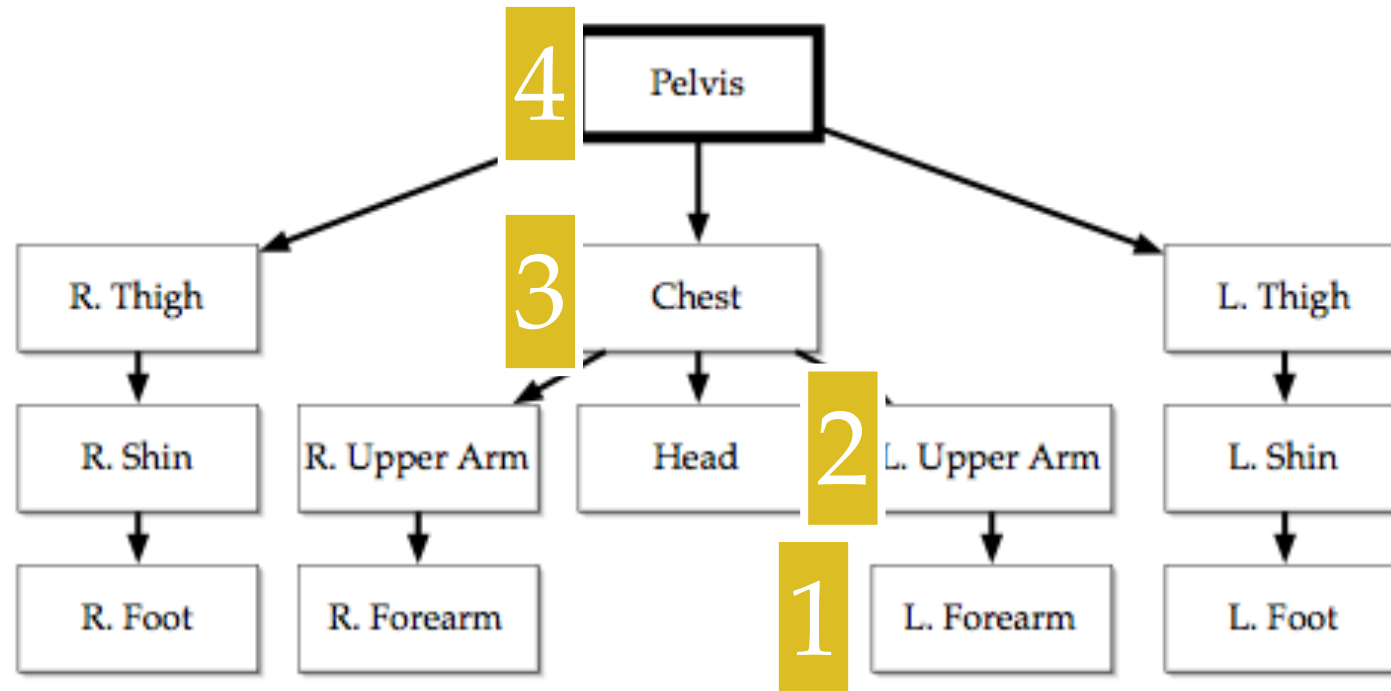 4
Pelvis
R. Thigh
3
Chest
L. Thigh
R. Shin
R. Upper Arm
Head
2
L. Upper Arm
L. Shin
R. Foot
R. Forearm
1
L. Forearm
L. Foot